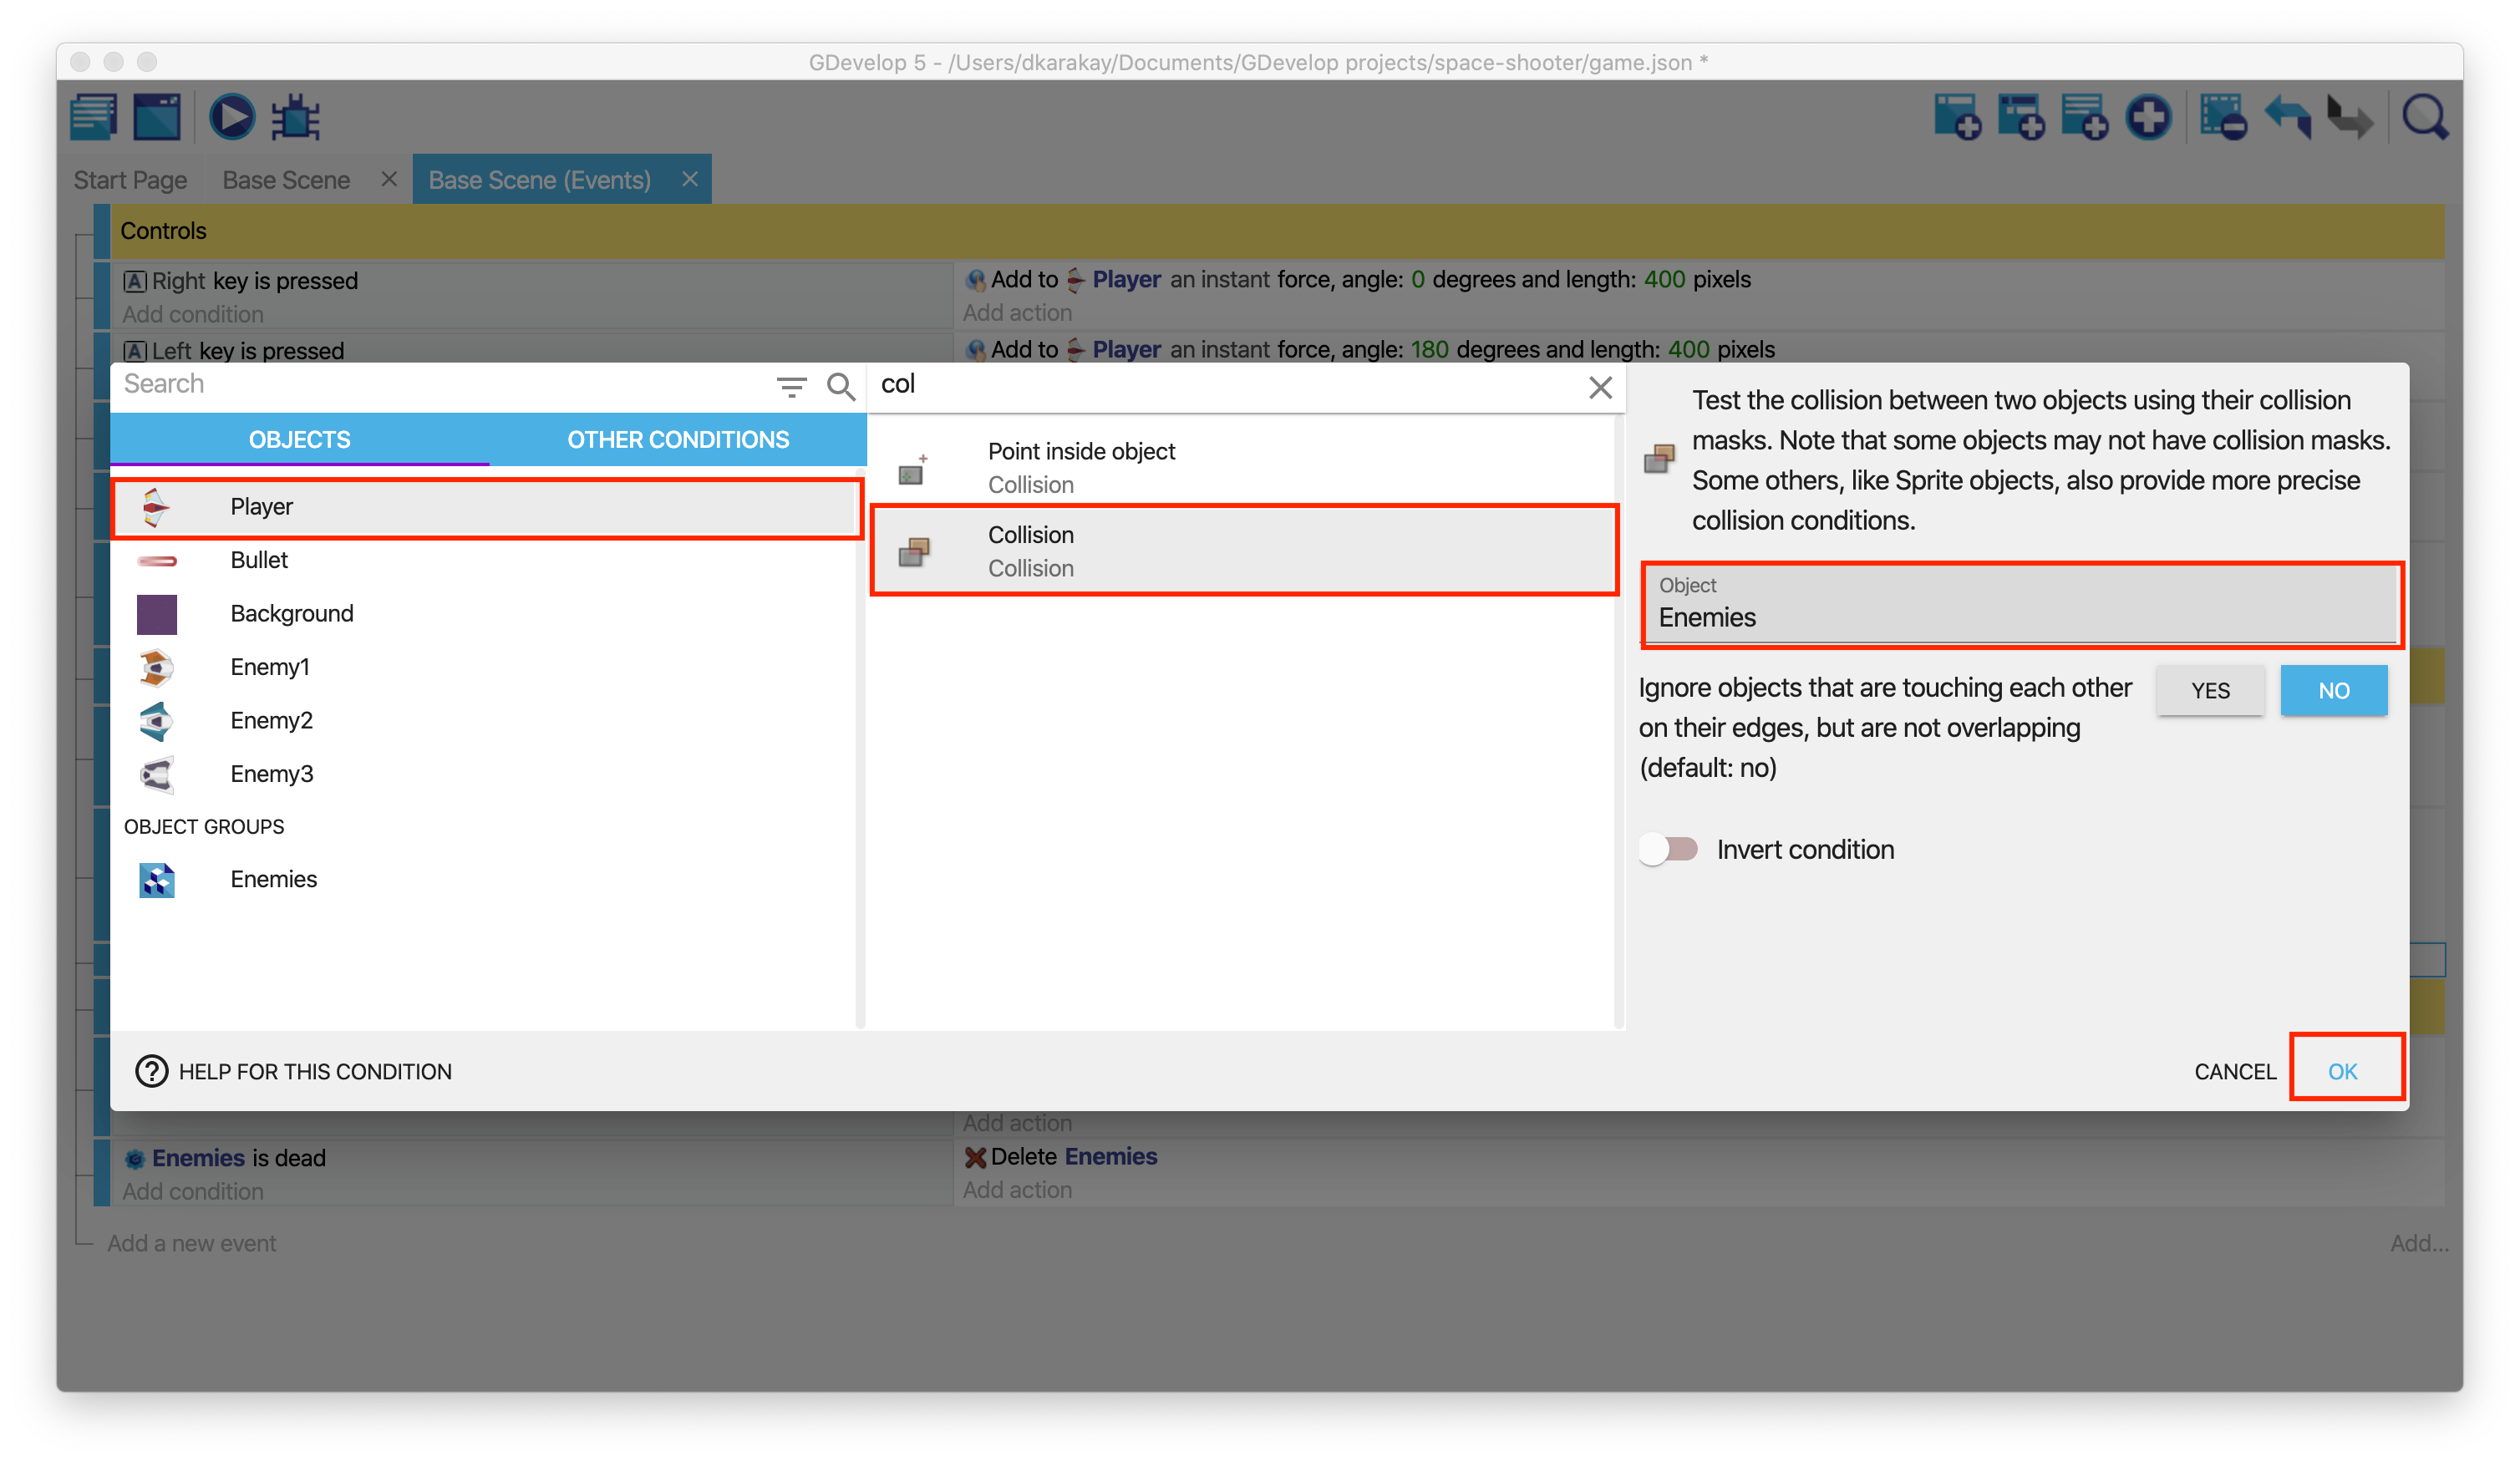 GDevelop 5 - /Users/dkarakay/Documents/GDevelop projects/space-shooter/game.json *
Start Page
Base Scene
Base Scene (Events)
Controls
Right key is pressed
Add to Player an instant force, angle: 0 degrees and length: 400 pixels
Add condition
Add action
Left key is pressed
Add to Player an instant force, angle: 180 degrees and length: 400 pixels
Search
OBJECTS
OTHER CONDITIONS
Player
Bullet
Background
Enemy1
Enemy2
Enemy3
OBJECT GROUPS
Enemies
col
Point inside object
Collision
Collision
Collision
Test the collision between two objects using their collision
masks. Note that some objects may not have collision masks.
Some others, like Sprite objects, also provide more precise
collision conditions.
Object
Enemies
Ignore objects that are touching each other
on their edges, but are not overlapping
(default: no)
YES
NO
Invert condition
HELP FOR THIS CONDITION
CANCEL
OK
Add action
Enemies is dead
Delete Enemies
Add condition
Add action
Add a new event
Add...